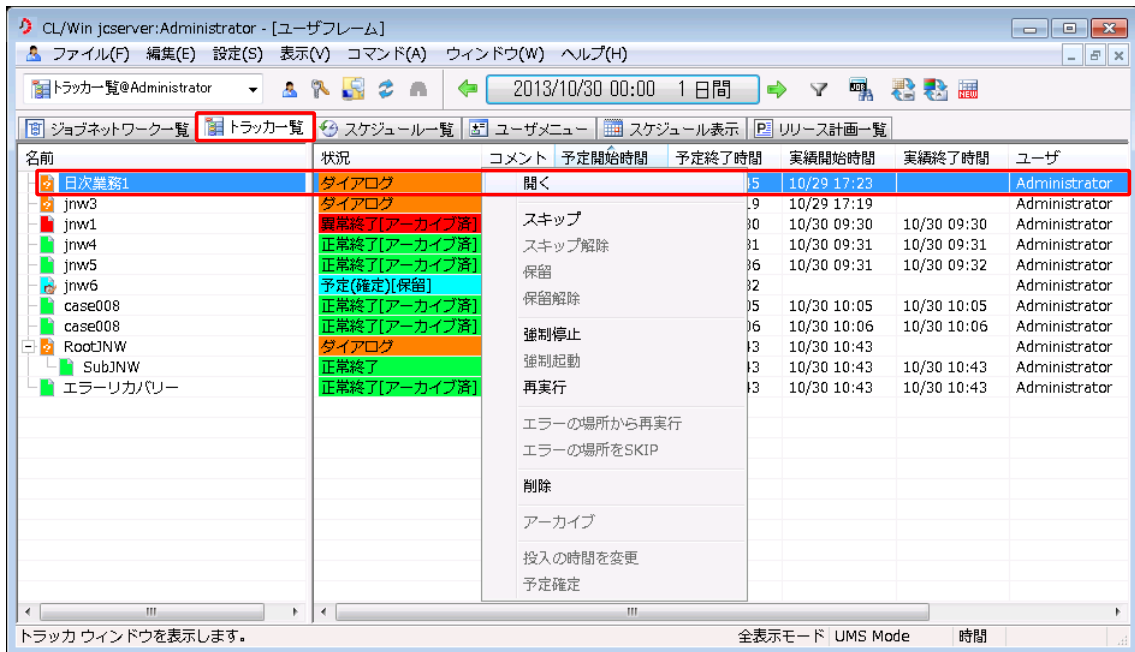 CL/Win jcserver:Administrator - [ユーザフレーム]
ファイル(F) 編集(E) 設定(S) 表示(V) コマンド(A) ウィンドウ(W) ヘルプ(H)
トラッカ一覧@Administrator 2013/10/30 00:00 1 日間
ジョブネットワーク一覧 トラッカ一覧 スケジュール一覧 ユーザメニュー スケジュール表示 リリース計画一覧
名前 状況 コメント 予定開始時間 予定終了時間 実績開始時間 実績終了時間 ユーザ
日次業務1 ダイアログ 45 10/29 17:23 Administrator
jnw3 ダイアログ 19 10/29 17:19 Administrator
jnw1 異常終了[アーカイブ済] 30 10/30 09:30 10/30 09:30 Administrator
jnw4 正常終了[アーカイブ済] 31 10/30 09:31 10/30 09:31 Administrator
jnw5 正常終了[アーカイブ済] 36 10/30 09:31 10/30 09:32 Administrator
jnw6 予定(確定)[保留] 32 Administrator
case008 正常終了[アーカイブ済] 05 10/30 10:05 10/30 10:05 Administrator
case008 正常終了[アーカイブ済] 06 10/30 10:06 10/30 10:06 Administrator
RootJNW ダイアログ 43 10/30 10:43 Administrator
SubJNW 正常終了 43 10/30 10:43 10/30 10:43 Administrator
エラーリカバリー 正常終了[アーカイブ済] 43 10/30 10:43 10/30 10:43 Administrator
開く
スキップ
スキップ解除
保留
保留解除
強制停止
強制起動
再実行
エラーの場所から再実行
エラーの場所をSKIP
削除
アーカイブ
投入の時間を変更
予定確定
トラッカ ウィンドウを表示します。 全表示モード UMS Mode 時間